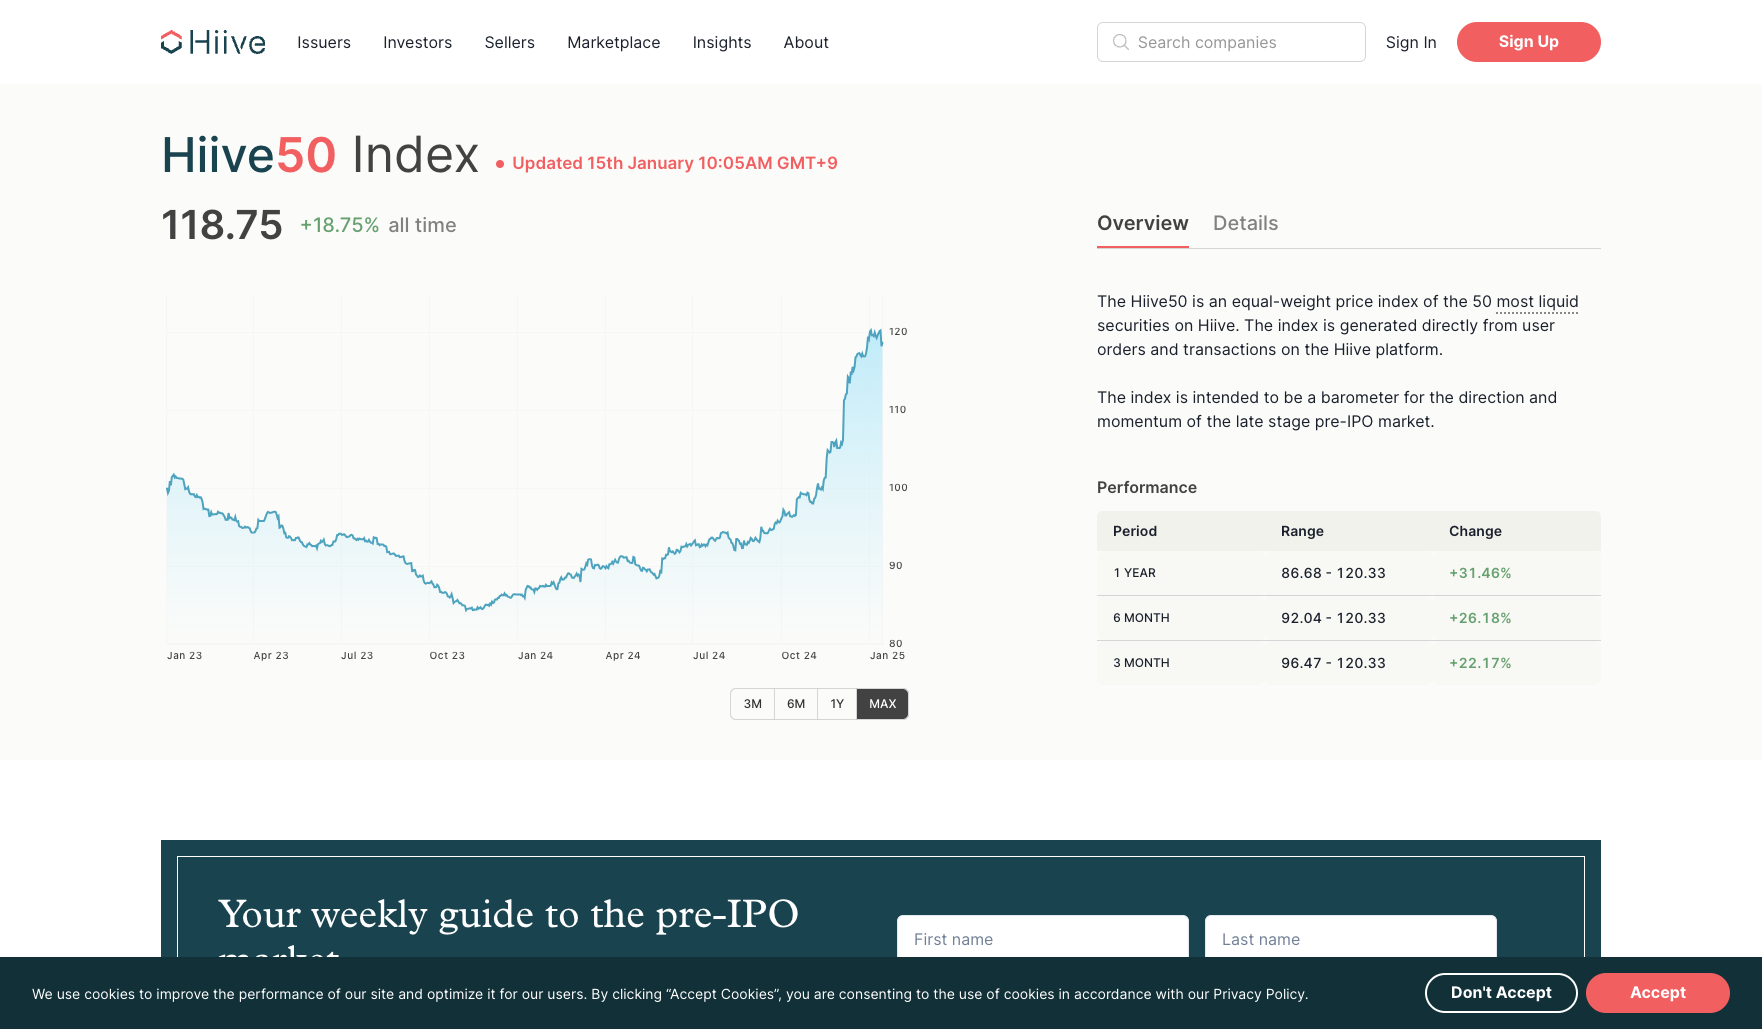 Hiive
Issuers
Investors
Sellers
Marketplace
Insights
About
Search companies
Sign In
Sign Up
Hiive50 Index
Updated 15th January 10:05AM GMT+9
118.75 +18.75% all time
120
110
100
90
80
Jan 23 Apr 23 Jul 23 Oct 23 Jan 24 Apr 24 Jul 24 Oct 24 Jan 25
3M 6M 1Y MAX
Overview Details
The Hiive50 is an equal-weight price index of the 50 most liquid
securities on Hiive. The index is generated directly from user
orders and transactions on the Hiive platform.
The index is intended to be a barometer for the direction and
momentum of the late stage pre-IPO market.
Performance
Period Range Change
1 YEAR 86.68 - 120.33 +31.46%
6 MONTH 92.04 - 120.33 +26.18%
3 MONTH 96.47 - 120.33 +22.17%
Your weekly guide to the pre-IPO
market
First name
Last name
We use cookies to improve the performance of our site and optimize it for our users. By clicking “Accept Cookies”, you are consenting to the use of cookies in accordance with our Privacy Policy.
Don't Accept
Accept